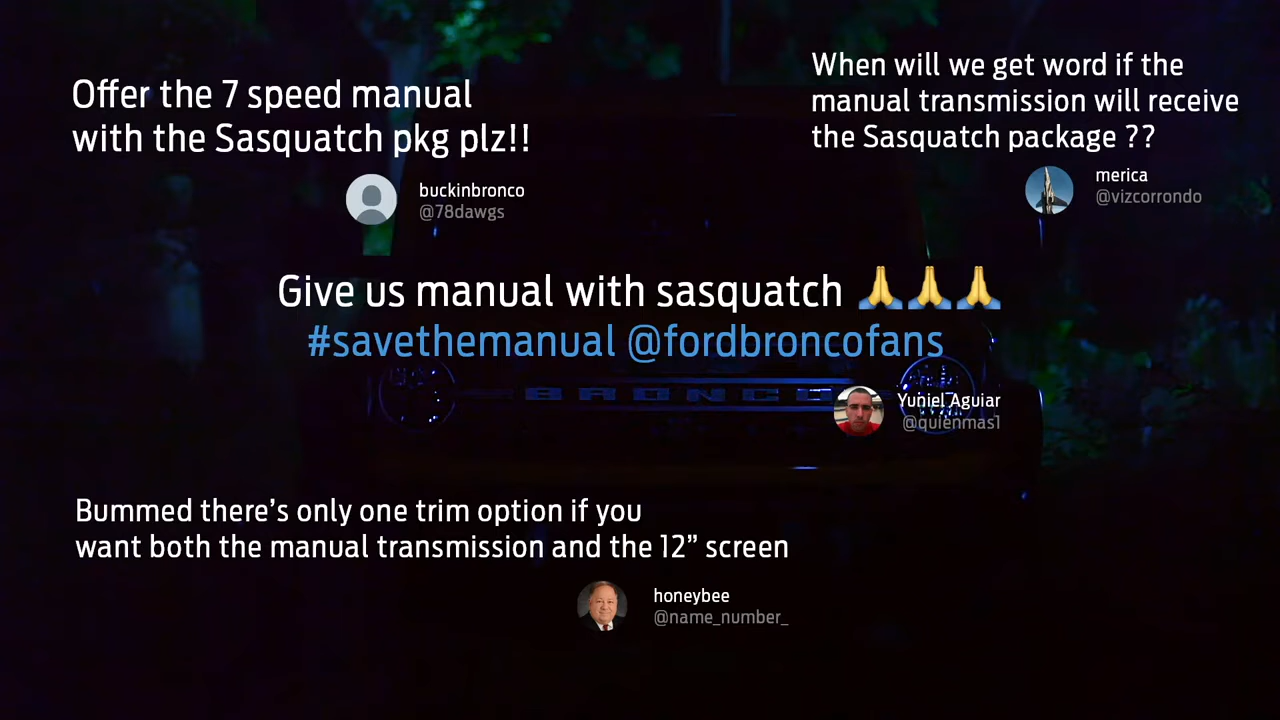 Offer the 7 speed manual
with the Sasquatch pkg plz!!
buckinbronco
@78dawgs
When will we get word if the
manual transmission will receive
the Sasquatch package ??
merica
@vizcorrondo
Give us manual with sasquatch 🙏🙏🙏
#savethemanual @fordbroncofans
BRONCO
Yuniel Aguiar
@quienmas1
Bummed there’s only one trim option if you
want both the manual transmission and the 12” screen
honeybee
@name_number_